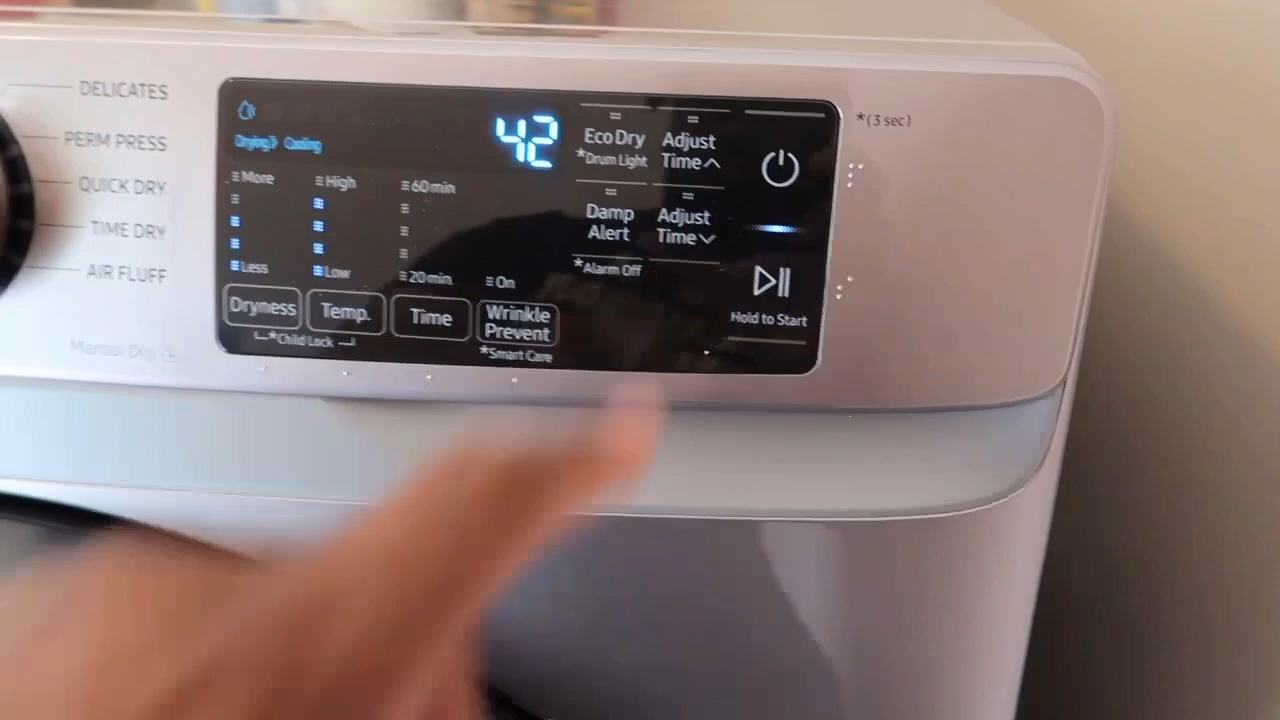 DELICATES
PERM PRESS
QUICK DRY
TIME DRY
AIR FLUFF
Manual Dry
Drying Cooling
42
More
High
60 min
Less
Low
20 min
On
Dryness
Temp.
Time
Wrinkle
Prevent
*Child Lock
*Smart Care
Eco Dry
*Drum Light
Adjust
Time
Damp
Alert
*Alarm Off
Adjust
Time
Hold to Start
*(3 sec)